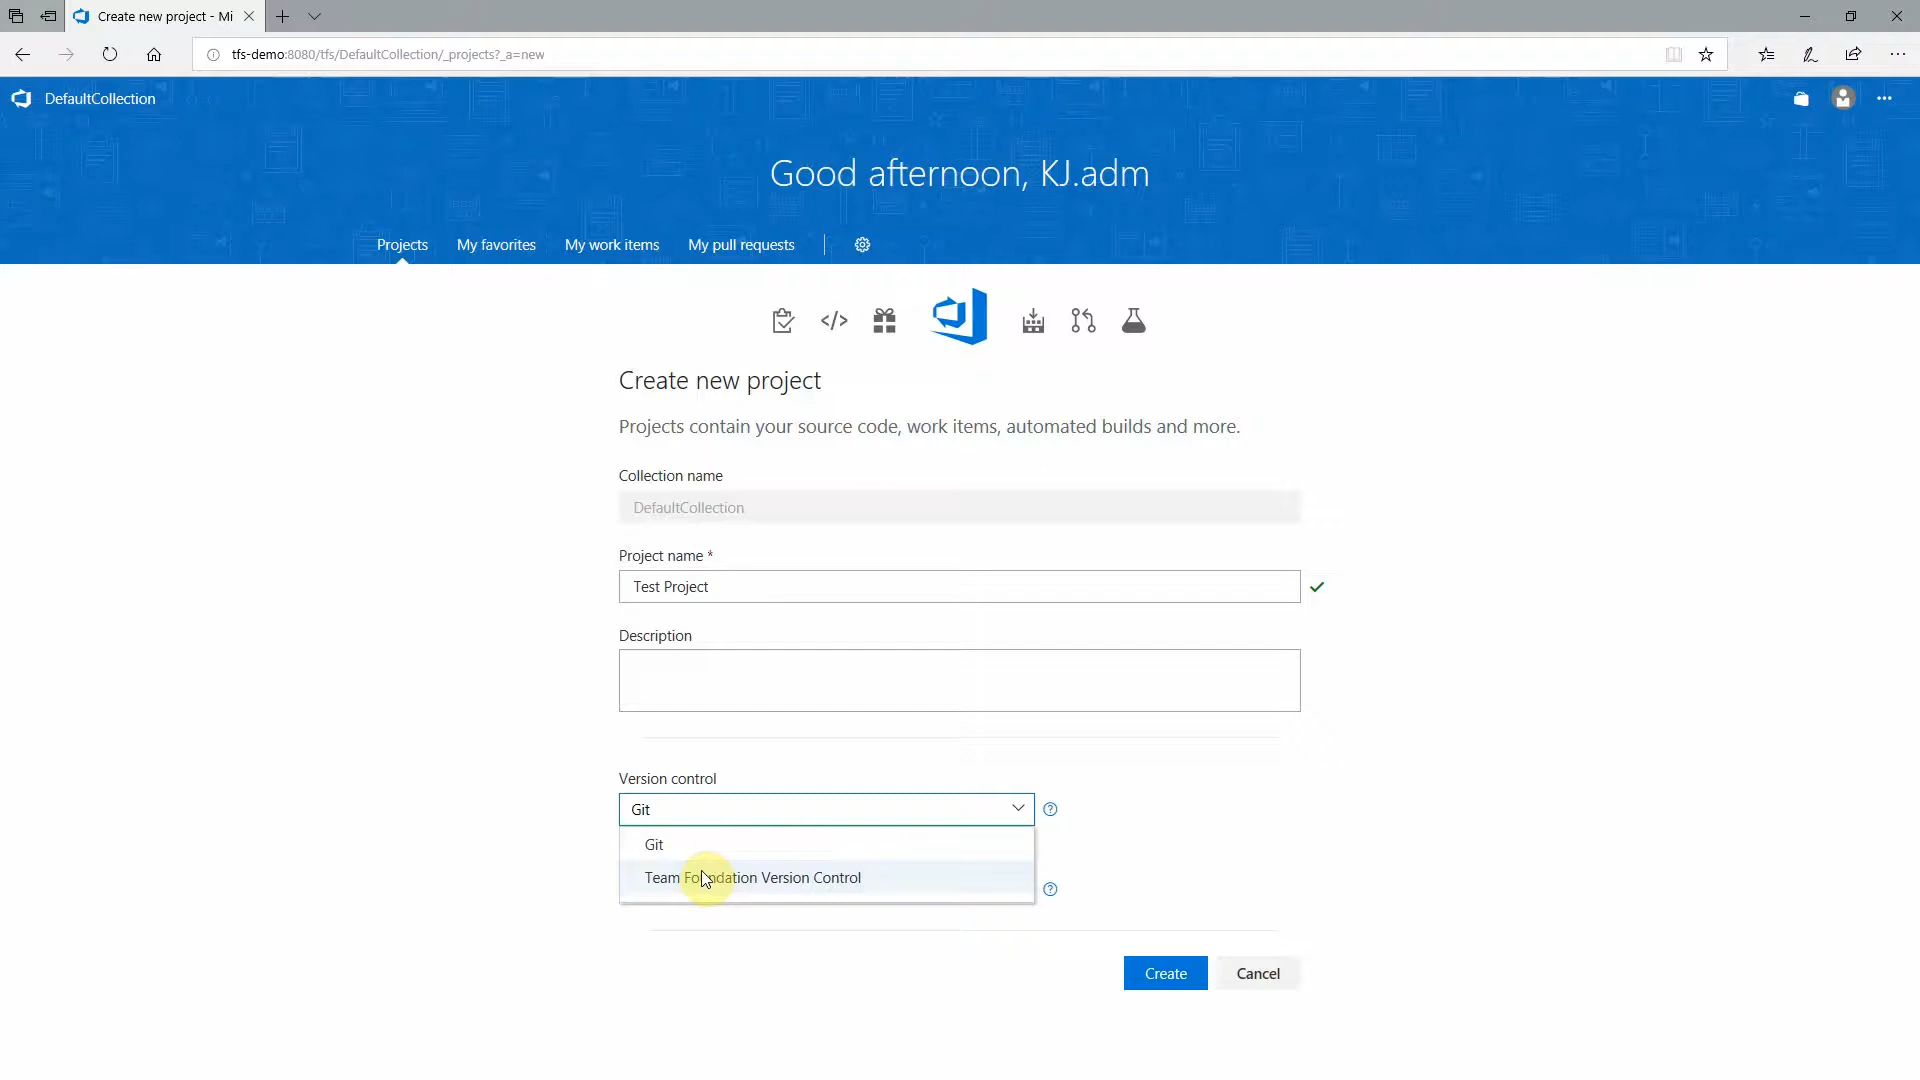 Create new project - Mi
tfs-demo:8080/tfs/DefaultCollection/_projects?_a=new
DefaultCollection
Good afternoon, KJ.adm
Projects
My favorites
My work items
My pull requests
Create new project
Projects contain your source code, work items, automated builds and more.
Collection name
DefaultCollection
Project name *
Test Project
Description
Version control
Git
Git
Team Foundation Version Control
Create
Cancel